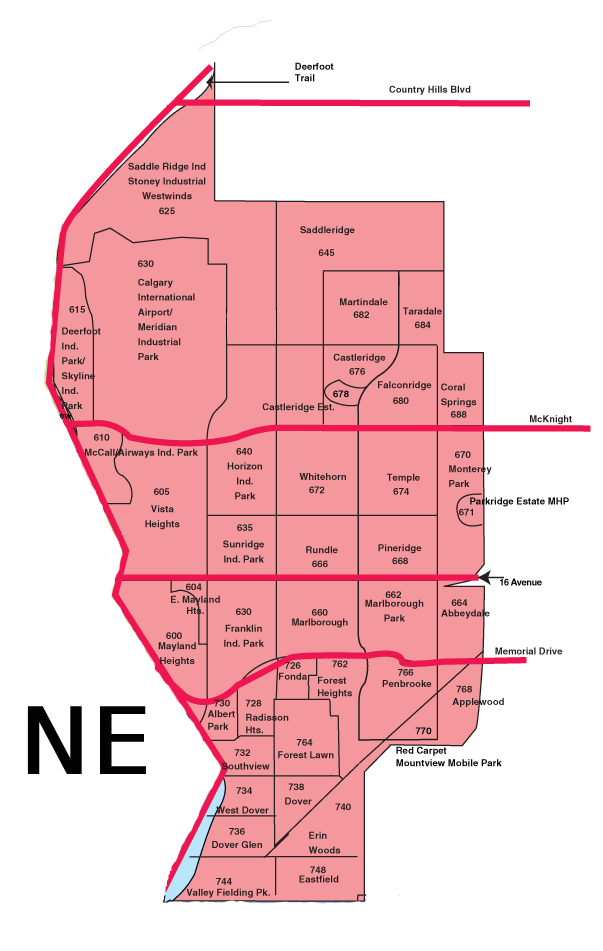 Deerfoot
Trail
Country Hills Blvd
Saddle Ridge Ind
Stoney Industrial
Westwinds
625
Saddleridge
645
630
Calgary
International
Airport/
Meridian
Industrial
Park
615
Deerfoot
Ind.
Park/
Skyline
Ind.
Park
Martindale
682
Taradale
684
Castleridge
676
678
Falconridge
680
Castleridge Est.
Coral
Springs
688
McKnight
610
McCall/Airways Ind. Park
640
Horizon
Ind.
Park
605
Vista
Heights
Whitehorn
672
Temple
674
670
Monterey
Park
Parkridge Estate MHP
671
635
Sunridge
Ind. Park
Rundle
666
Pineridge
668
16 Avenue
604
E. Mayland
Hts.
600
Mayland
Heights
630
Franklin
Ind. Park
660
Marlborough
662
Marlborough
Park
664
Abbeydale
Memorial Drive
726
Fonda
762
Forest
Heights
766
Penbrooke
768
Applewood
730
Albert
Park
728
Radisson
Hts.
770
Red Carpet
Mountview Mobile Park
NE
732
Southview
764
Forest Lawn
734
West Dover
738
Dover
740
Erin
Woods
736
Dover Glen
744
Valley Fielding Pk.
748
Eastfield